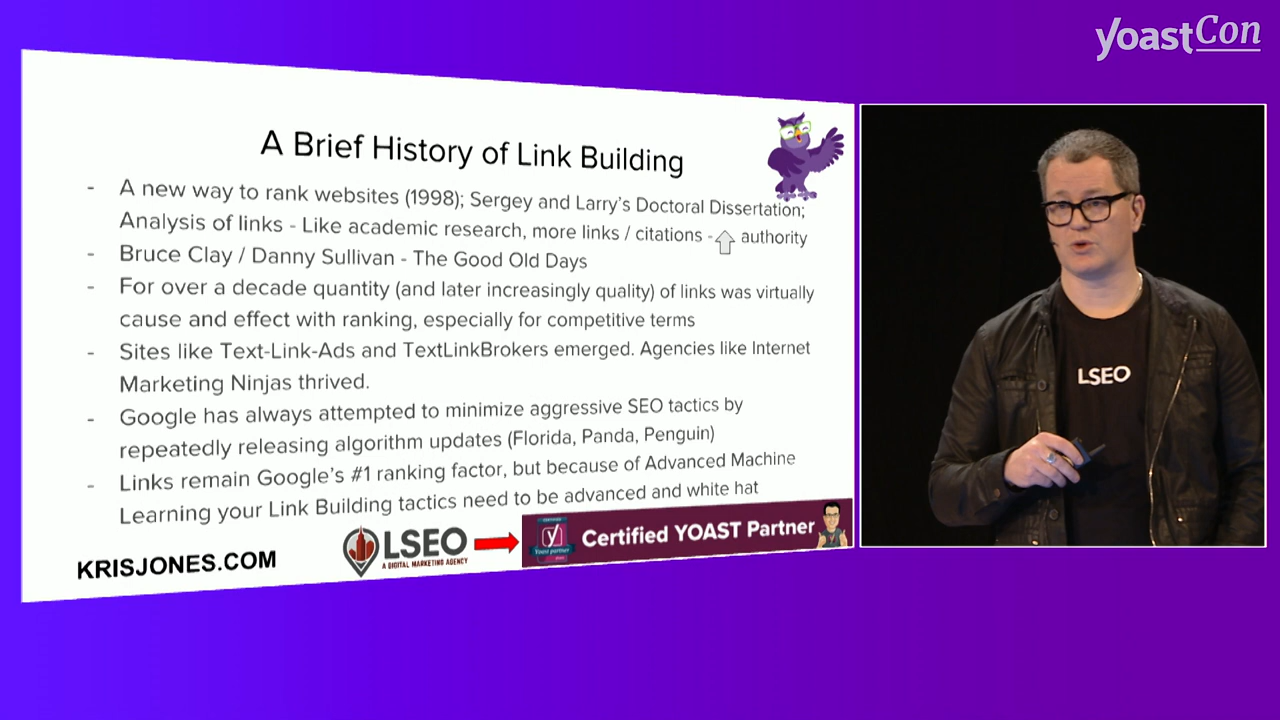 yoastCon
A Brief History of Link Building
- A new way to rank websites (1998); Sergey and Larry's Doctoral Dissertation;
Analysis of links - Like academic research, more links / citations - authority
- Bruce Clay / Danny Sullivan - The Good Old Days
- For over a decade quantity (and later increasingly quality) of links was virtually
cause and effect with ranking, especially for competitive terms
- Sites like Text-Link-Ads and TextLinkBrokers emerged. Agencies like Internet
Marketing Ninjas thrived.
- Google has always attempted to minimize aggressive SEO tactics by
repeatedly releasing algorithm updates (Florida, Panda, Penguin)
- Links remain Google's #1 ranking factor, but because of Advanced Machine
Learning your Link Building tactics need to be advanced and white hat
KRISJONES.COM
LSEO
A DIGITAL MARKETING AGENCY
CERTIFIED
y
Yoast partner
Certified YOAST Partner
LSEO